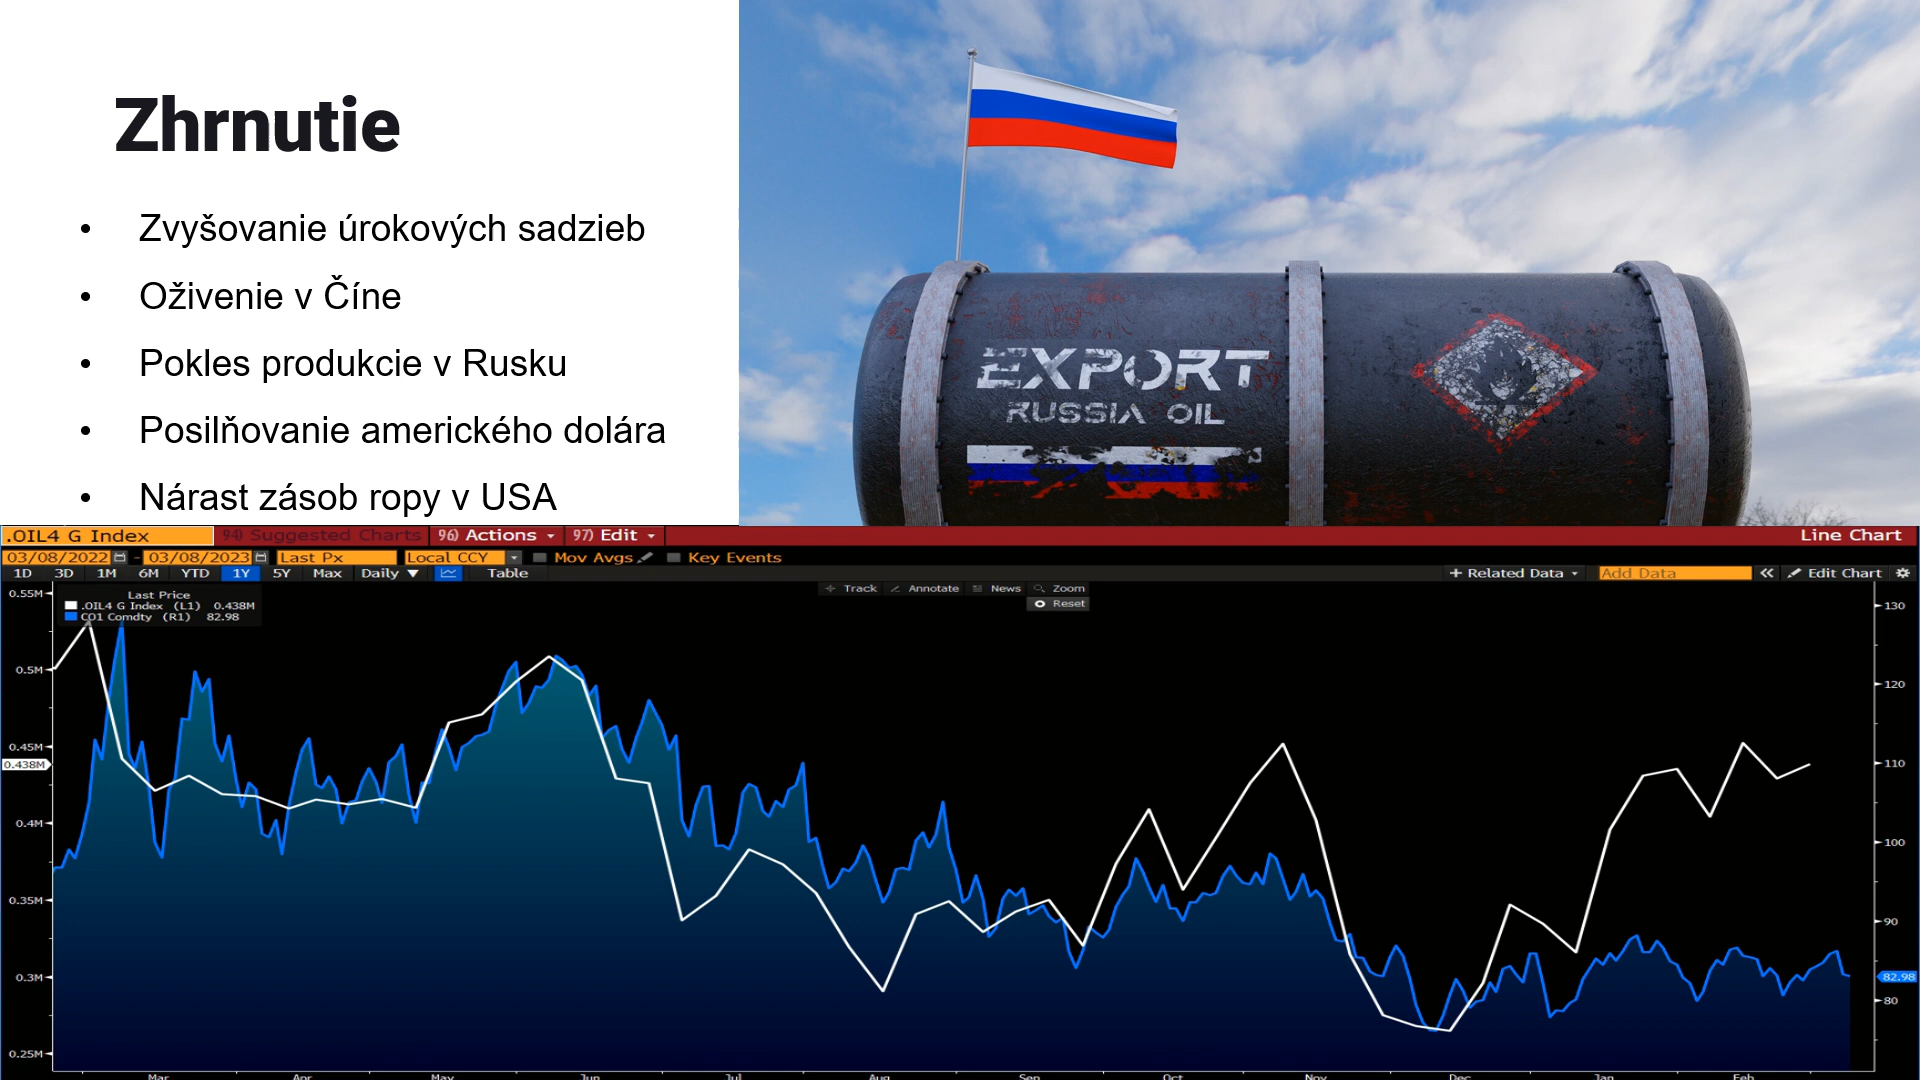 Zhrnutie
• Zvyšovanie úrokových sadzieb
• Oživenie v Číne
• Pokles produkcie v Rusku
• Posilňovanie amerického dolára
• Nárast zásob ropy v USA
EXPORT
RUSSIA OIL
.OIL4 G Index 94) Suggested Charts 96) Actions 97) Edit Line Chart
03/08/2022 - 03/08/2023 Last Px Local CCY Mov Avgs Key Events
1D 3D 1M 6M YTD 1Y 5Y Max Daily ▼ Table + Related Data Add Data « Edit Chart
Track Annotate News Zoom
Reset
Last Price
.OIL4 G Index (L1) 0.438M
CO1 Comdty (R1) 82.98
0.55M
0.5M
0.45M
0.438M
0.4M
0.35M
0.3M
0.25M
130
120
110
100
90
82.98
80
Mar Apr May Jun Jul Aug Sep Oct Nov Dec Jan Feb